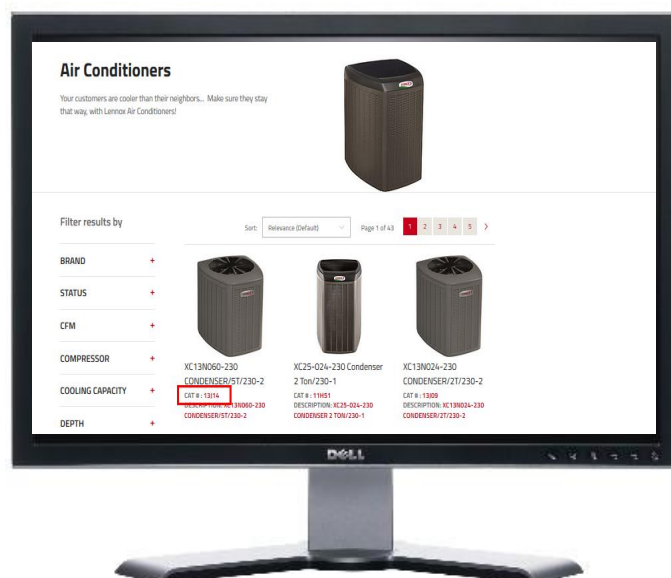 Air Conditioners
Your customers are cooler than their neighbors... Make sure they stay
that way, with Lennox Air Conditioners!
Filter results by
Sort: Relevance (Default) Page 1 of 43 1 2 3 4 5 >
BRAND +
STATUS +
CFM +
COMPRESSOR +
COOLING CAPACITY +
DEPTH +
XC13N060-230
CONDENSER/5T/230-2
CAT # : 13J14
DESCRIPTION: XC13N060-230
CONDENSER/5T/230-2
XC25-024-230 Condenser
2 Ton/230-1
CAT # : 11H51
DESCRIPTION: XC25-024-230
CONDENSER 2 TON/230-1
XC13N024-230
CONDENSER/2T/230-2
CAT # : 13J09
DESCRIPTION: XC13N024-230
CONDENSER/2T/230-2
DELL